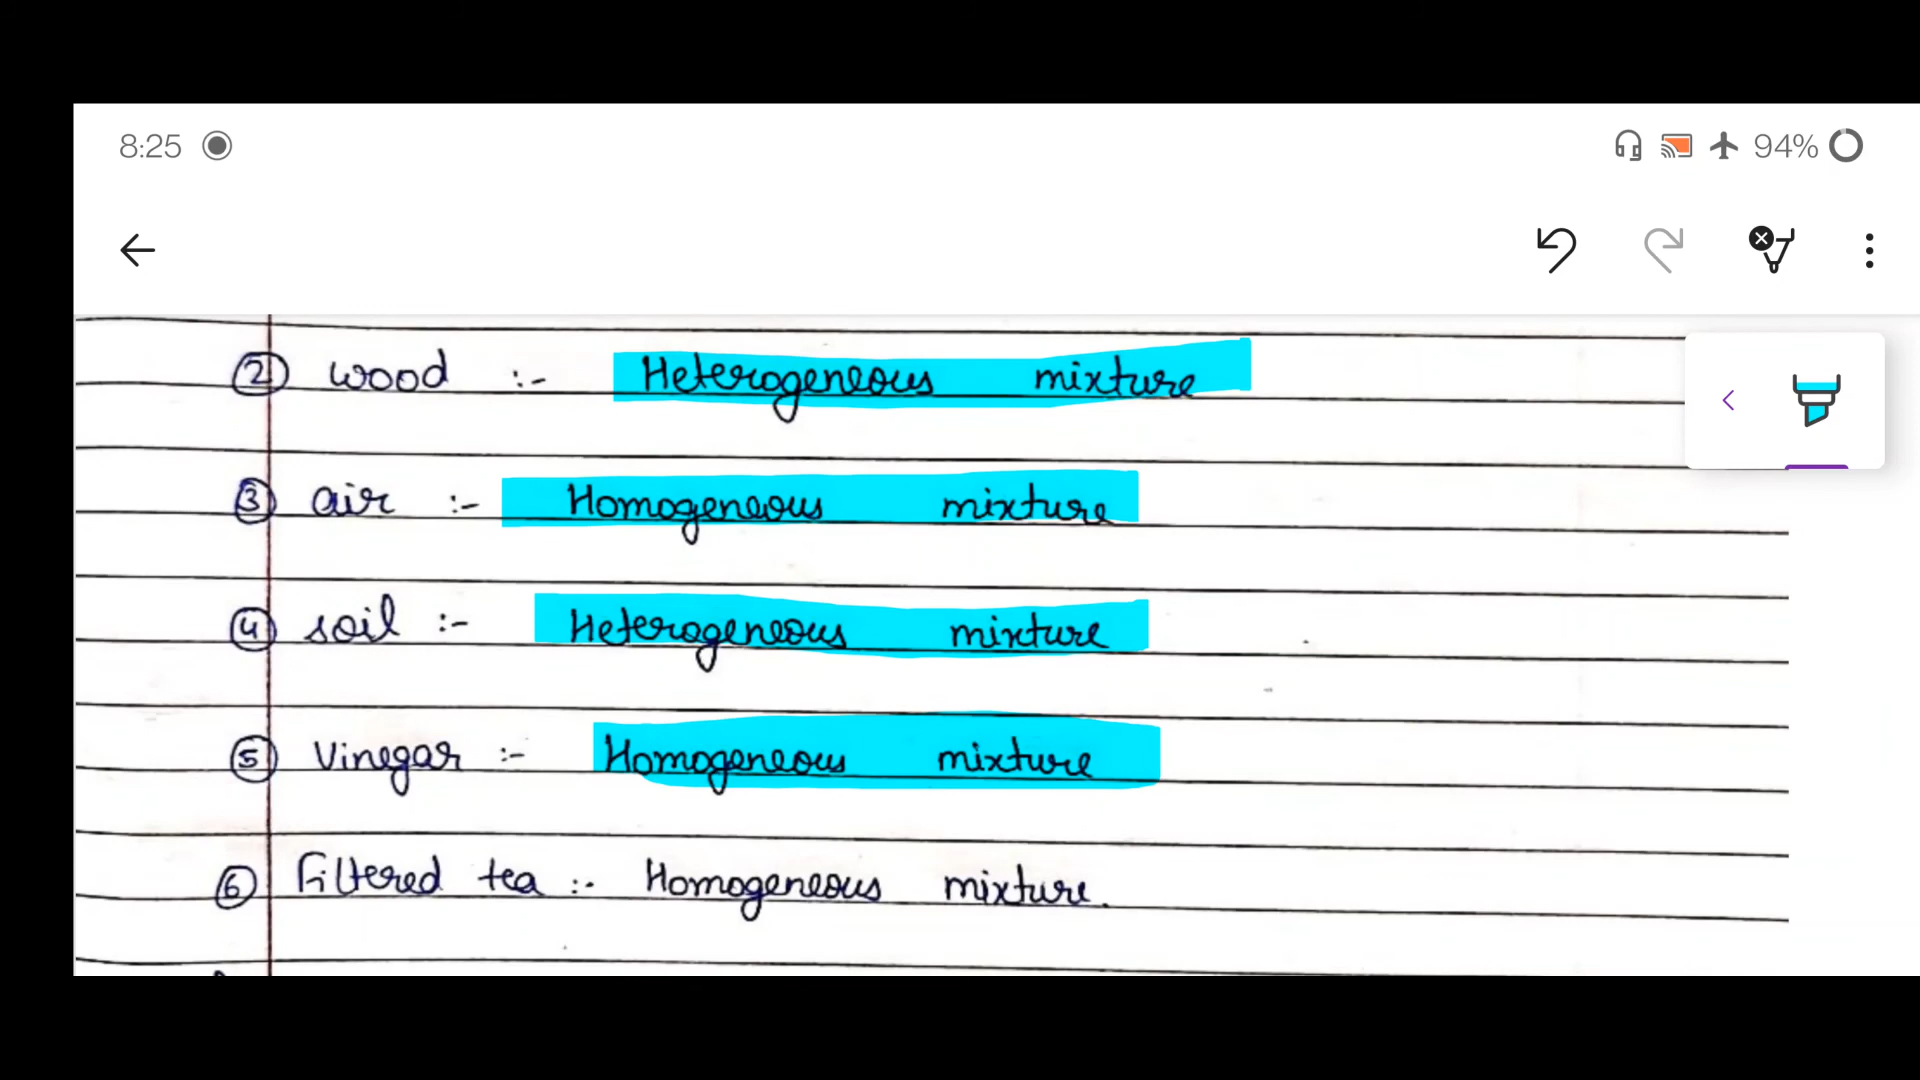 8:25 94%
② wood :- Heterogeneous mixture
③ air :- Homogeneous mixture
④ soil :- Heterogeneous mixture
⑤ Vinegar :- Homogeneous mixture
⑥ Filtered tea :- Homogeneous mixture.